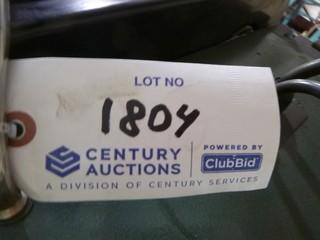 LOT NO
1804
CENTURY AUCTIONS
POWERED BY
ClubBid
A DIVISION OF CENTURY SERVICES